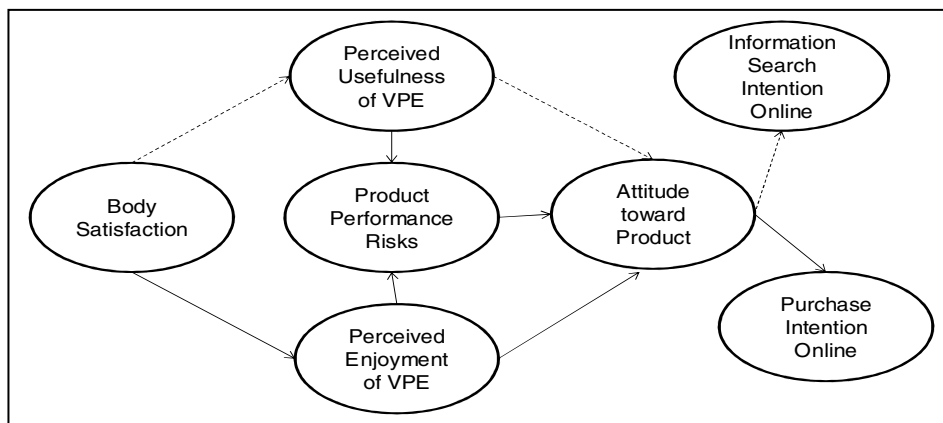 Perceived
Usefulness
of VPE
Information
Search
Intention
Online
Body
Satisfaction
Product
Performance
Risks
Attitude
toward
Product
Perceived
Enjoyment
of VPE
Purchase
Intention
Online